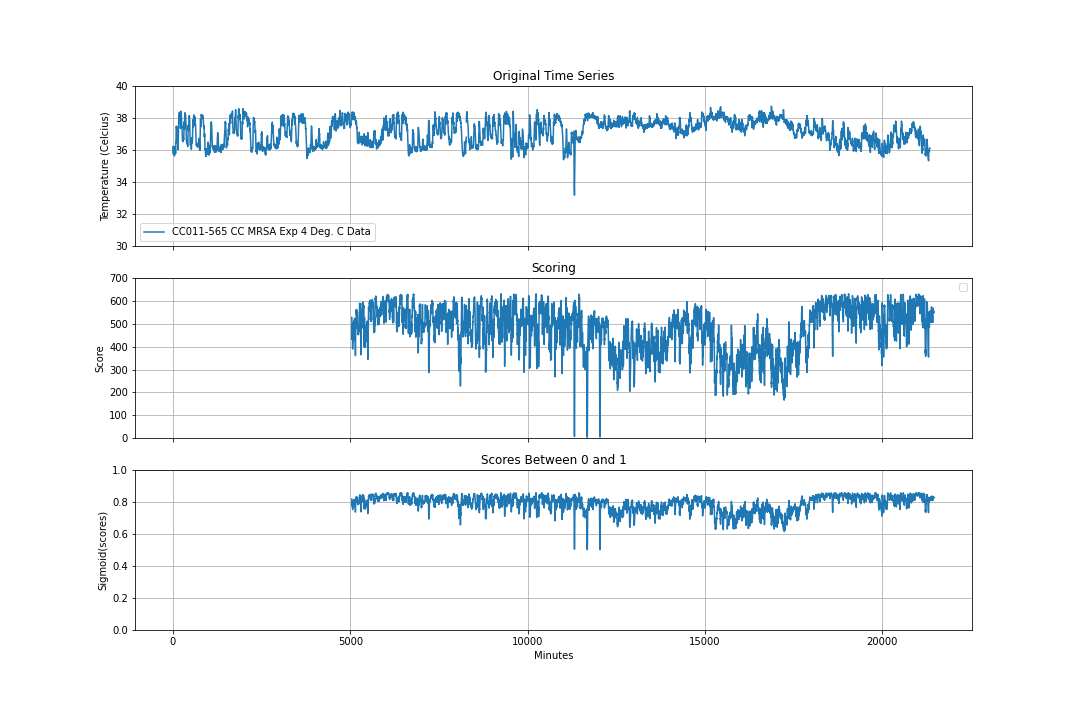 Original Time Series
40
38
36
34
32
30
Temperature (Celcius)
CC011-565 CC MRSA Exp 4 Deg. C Data
Scoring
700
600
500
400
300
200
100
0
Score
Scores Between 0 and 1
1.0
0.8
0.6
0.4
0.2
0.0
Sigmoid(scores)
0 5000 10000 15000 20000
Minutes